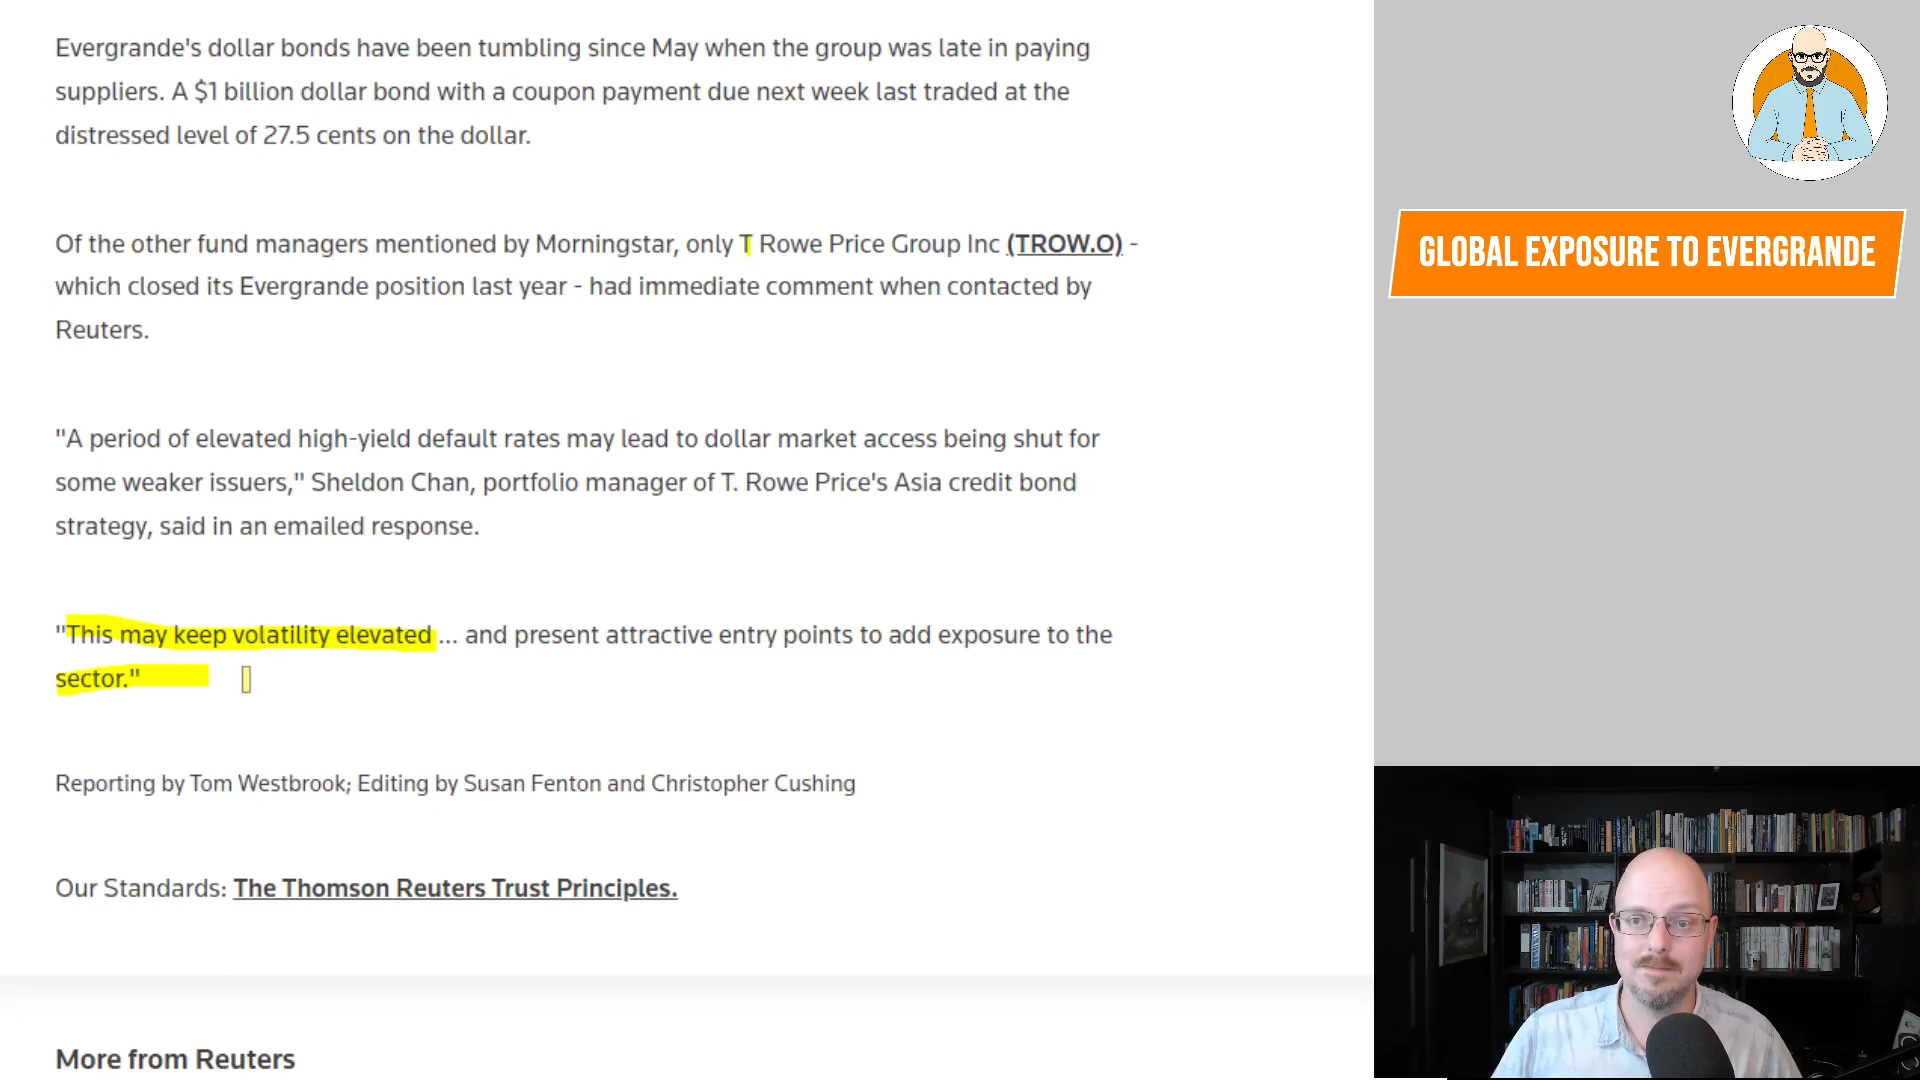 Evergrande's dollar bonds have been tumbling since May when the group was late in paying
suppliers. A $1 billion dollar bond with a coupon payment due next week last traded at the
distressed level of 27.5 cents on the dollar.
Of the other fund managers mentioned by Morningstar, only T Rowe Price Group Inc (TROW.O) -
which closed its Evergrande position last year - had immediate comment when contacted by
Reuters.
"A period of elevated high-yield default rates may lead to dollar market access being shut for
some weaker issuers," Sheldon Chan, portfolio manager of T. Rowe Price's Asia credit bond
strategy, said in an emailed response.
"This may keep volatility elevated ... and present attractive entry points to add exposure to the
sector."
Reporting by Tom Westbrook; Editing by Susan Fenton and Christopher Cushing
Our Standards: The Thomson Reuters Trust Principles.
More from Reuters
GLOBAL EXPOSURE TO EVERGRANDE